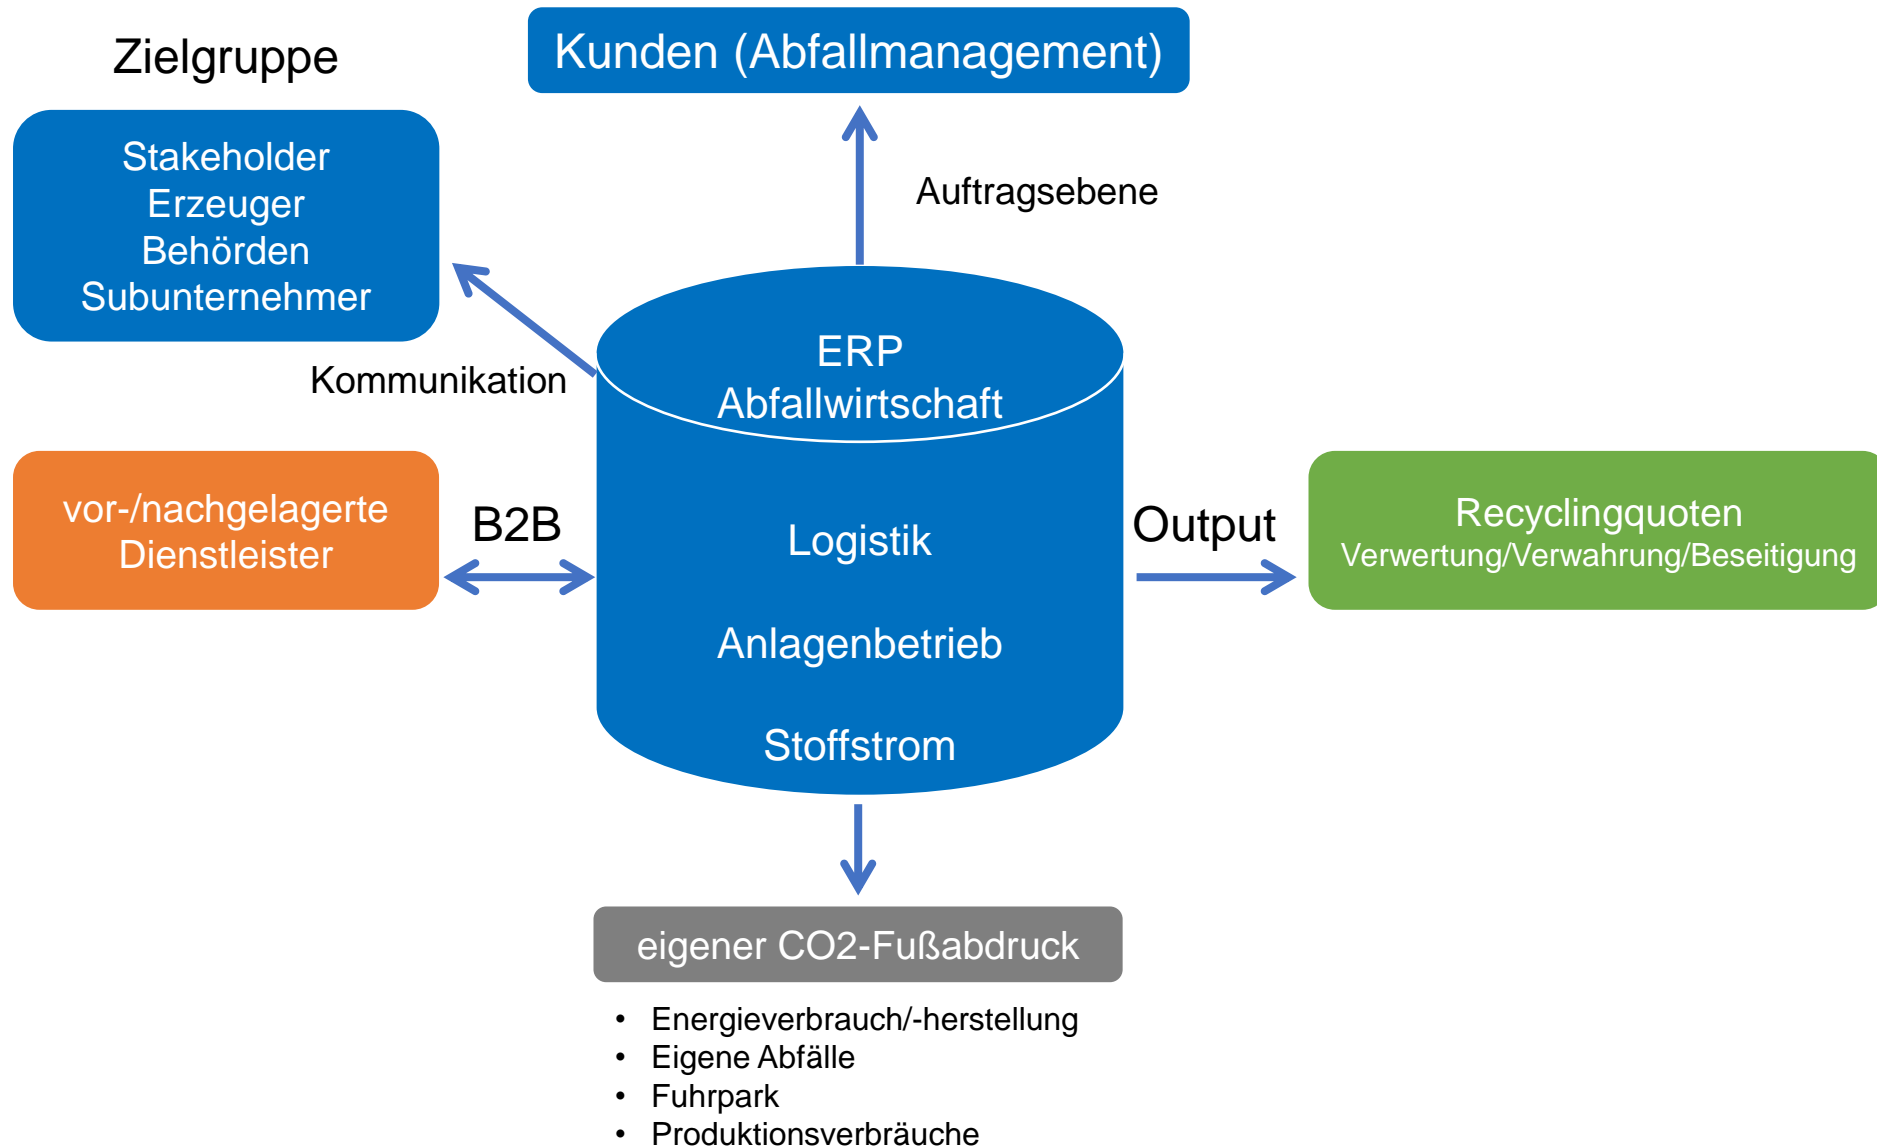 Zielgruppe
Kunden (Abfallmanagement)
Stakeholder
Erzeuger
Behörden
Subunternehmer
Auftragsebene
Kommunikation
ERP
Abfallwirtschaft
Logistik
Anlagenbetrieb
Stoffstrom
vor-/nachgelagerte
Dienstleister
B2B
Output
Recyclingquoten
Verwertung/Verwahrung/Beseitigung
eigener CO2-Fußabdruck
• Energieverbrauch/-herstellung
• Eigene Abfälle
• Fuhrpark
• Produktionsverbräuche